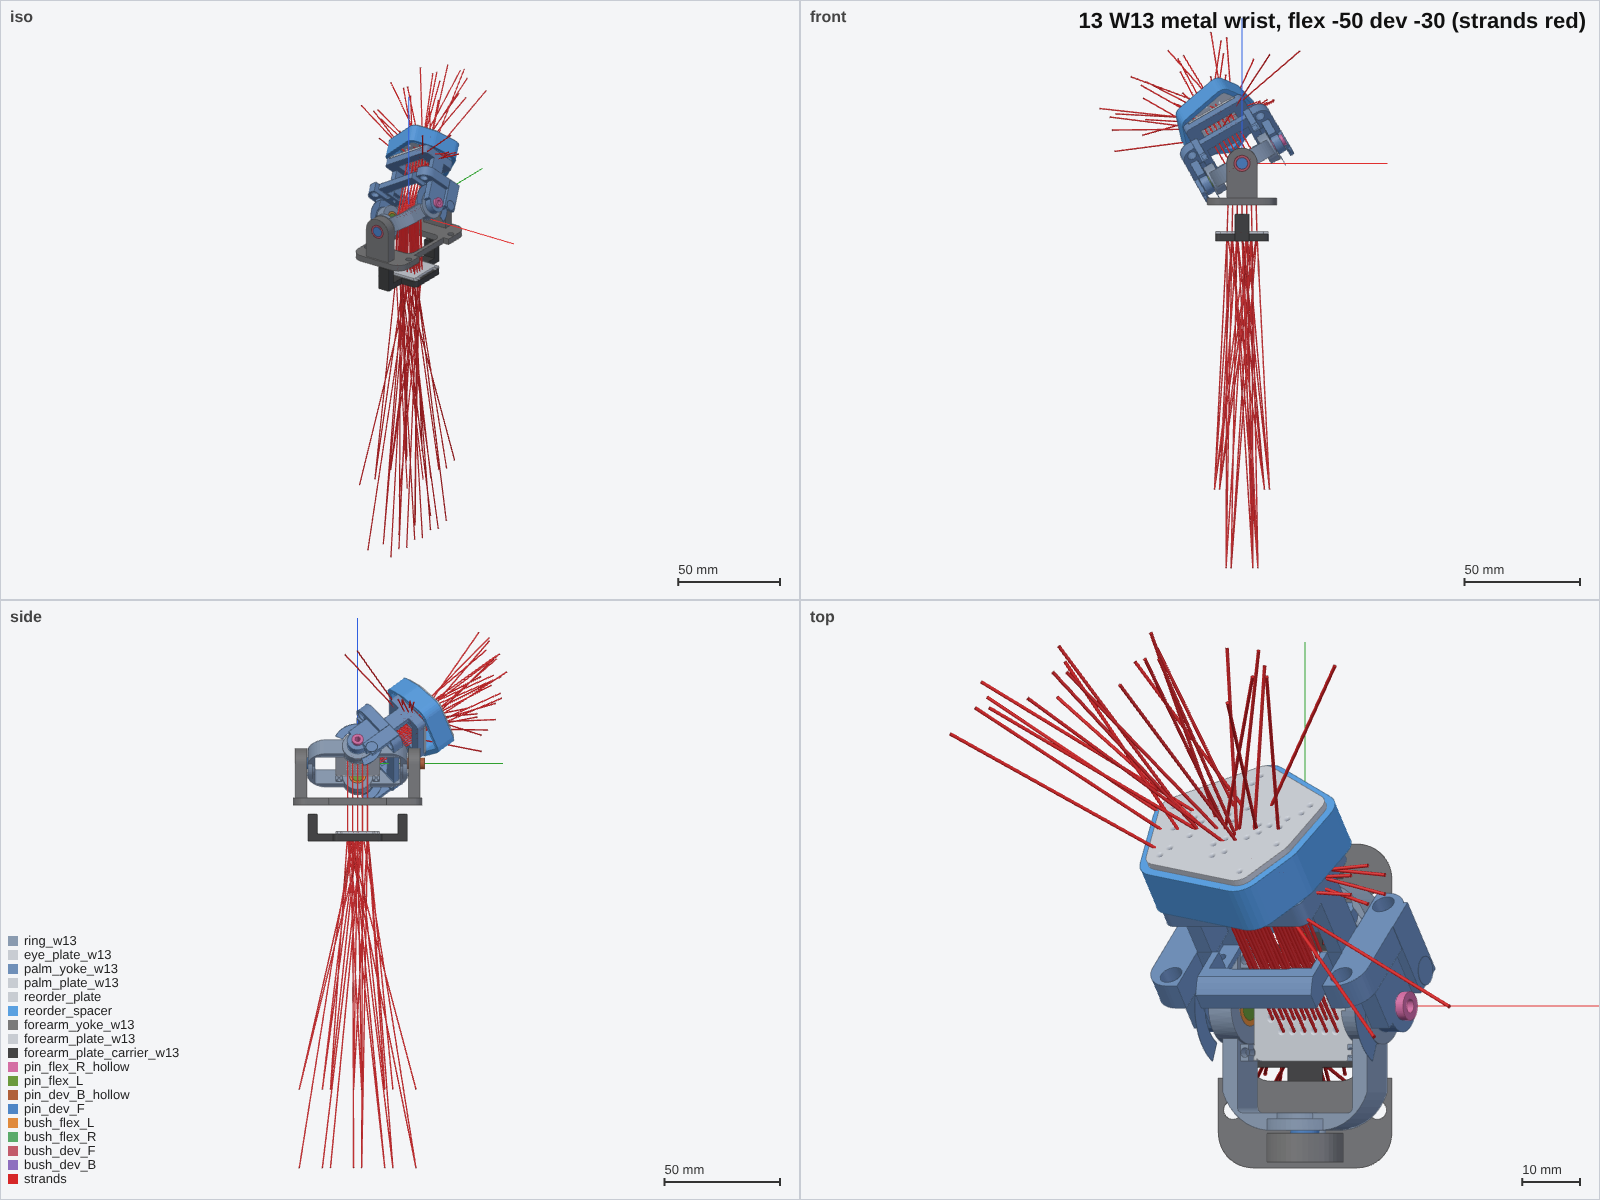 iso
front
13 W13 metal wrist, flex -50 dev -30 (strands red)
50 mm
50 mm
side
top
ring_w13
eye_plate_w13
palm_yoke_w13
palm_plate_w13
reorder_plate
reorder_spacer
forearm_yoke_w13
forearm_plate_w13
forearm_plate_carrier_w13
pin_flex_R_hollow
pin_flex_L
pin_dev_B_hollow
pin_dev_F
bush_flex_L
bush_flex_R
bush_dev_F
bush_dev_B
strands
50 mm
10 mm